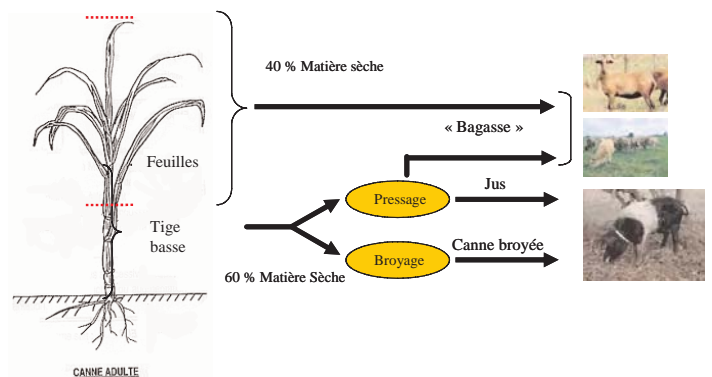 40 % Matière sèche
« Bagasse »
Feuilles
Pressage
Jus
Tige
basse
Canne broyée
Broyage
60 % Matière Sèche
CANNE ADULTE